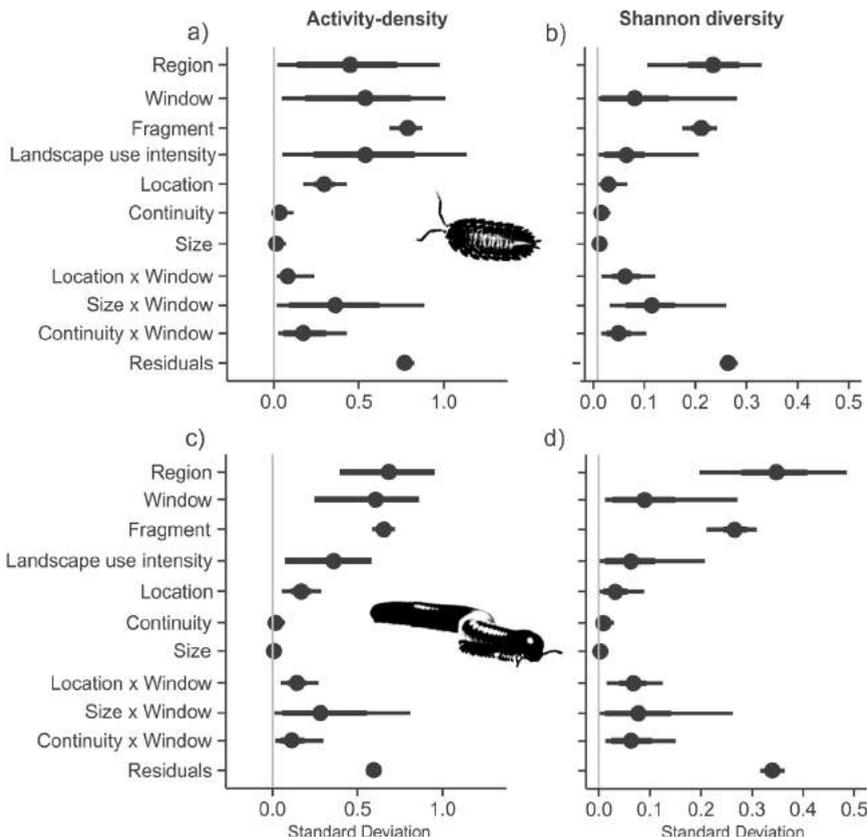 Activity-density
Shannon diversity
a)
b)
Region
Window
Fragment
Landscape use intensity
Location
Continuity
Size
Location x Window
Size x Window
Continuity x Window
Residuals
0.0 0.5 1.0
0.0 0.1 0.2 0.3 0.4 0.5
c)
d)
Region
Window
Fragment
Landscape use intensity
Location
Continuity
Size
Location x Window
Size x Window
Continuity x Window
Residuals
0.0 0.5 1.0
0.0 0.1 0.2 0.3 0.4 0.5
Standard Deviation
Standard Deviation